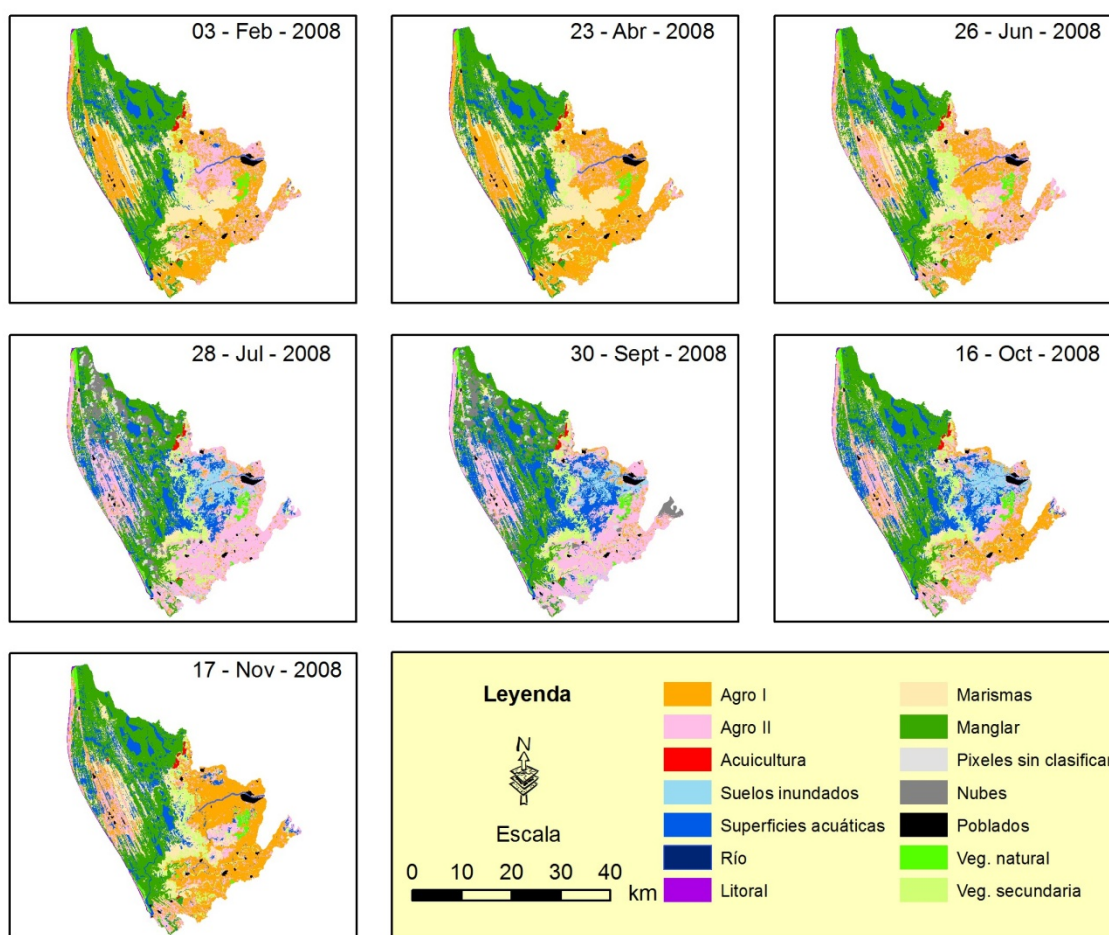 03 - Feb - 2008
23 - Abr - 2008
26 - Jun - 2008
28 - Jul - 2008
30 - Sept - 2008
16 - Oct - 2008
17 - Nov - 2008
Leyenda
N
Escala
0 10 20 30 40
km
Agro I
Agro II
Acuicultura
Suelos inundados
Superficies acuáticas
Río
Litoral
Marismas
Manglar
Pixeles sin clasificar
Nubes
Poblados
Veg. natural
Veg. secundaria